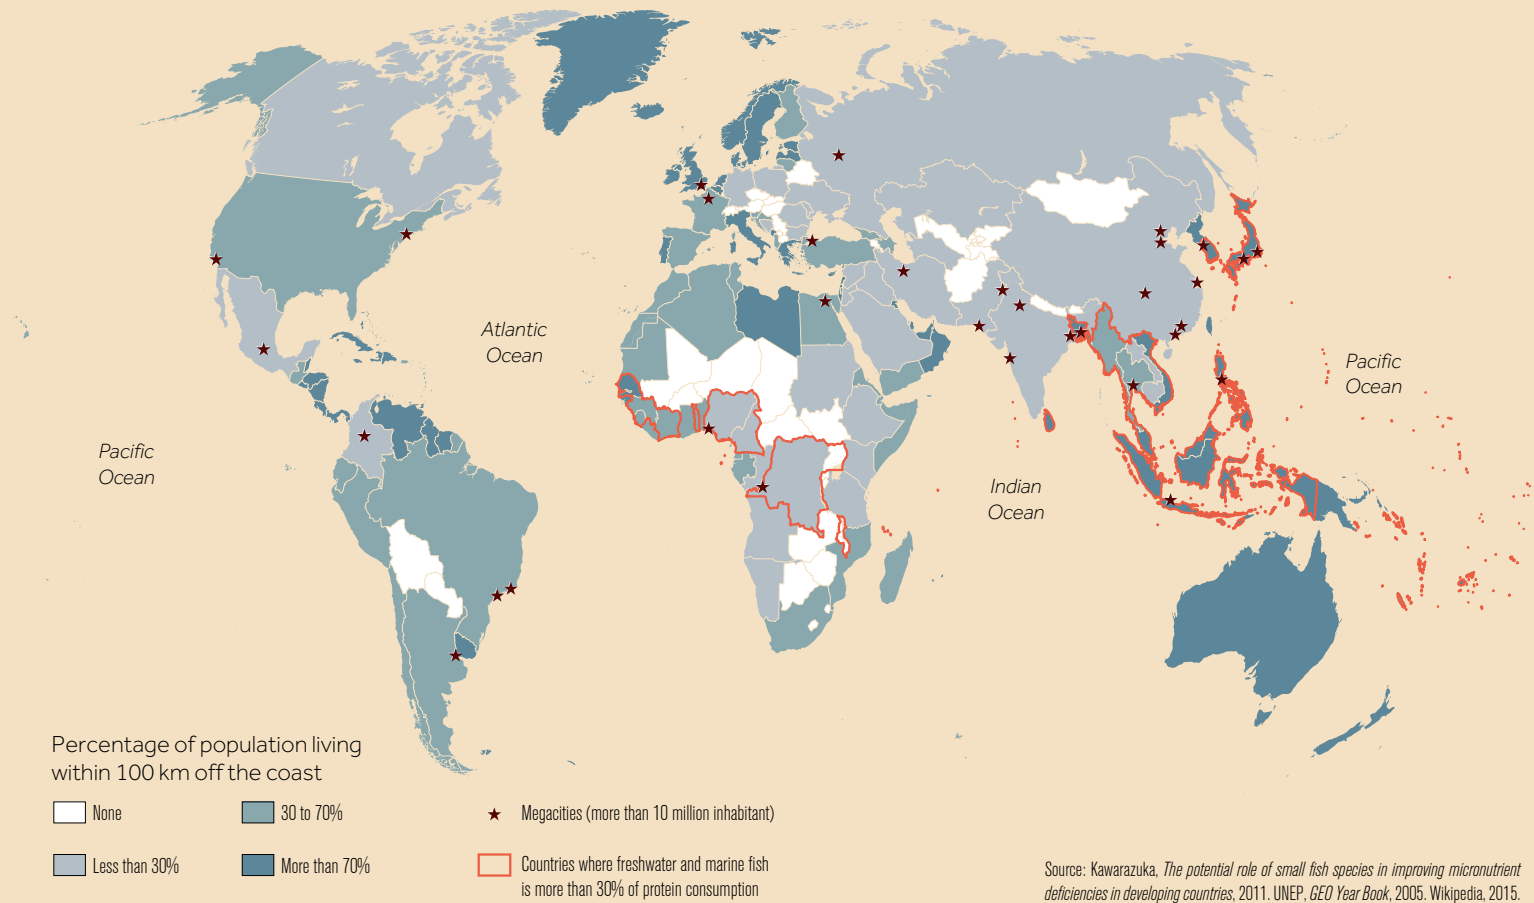 Atlantic
Ocean
Pacific
Ocean
Pacific
Ocean
Indian
Ocean
Percentage of population living
within 100 km off the coast
None
30 to 70%
Megacities (more than 10 million inhabitant)
Less than 30%
More than 70%
Countries where freshwater and marine fish
is more than 30% of protein consumption
Source: Kawarazuka, The potential role of small fish species in improving micronutrient
deficiencies in developing countries, 2011. UNEP, GEO Year Book, 2005. Wikipedia, 2015.